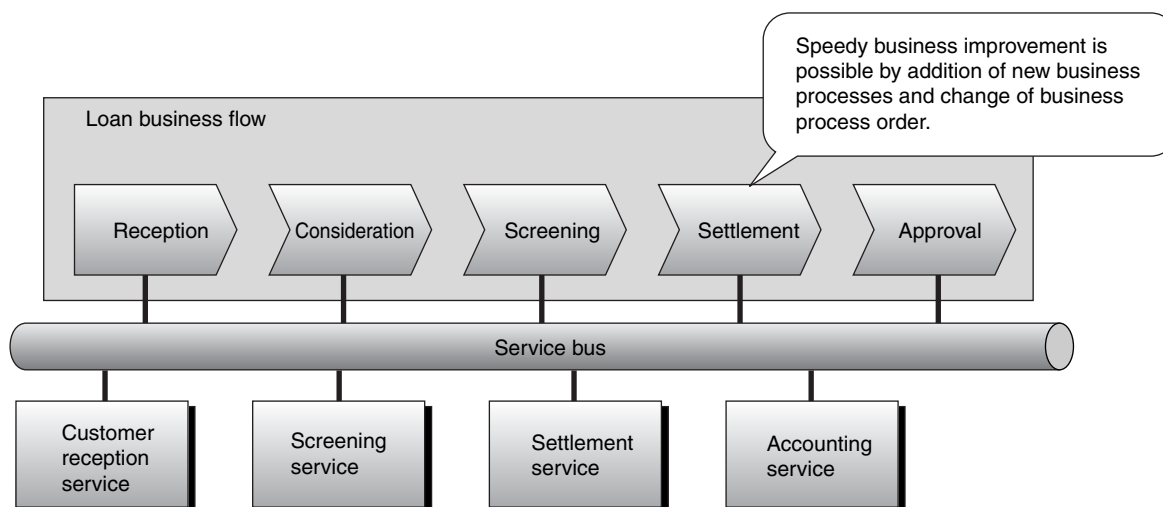 Speedy business improvement is
possible by addition of new business
processes and change of business
process order.
Loan business flow
Reception
Consideration
Screening
Settlement
Approval
Service bus
Customer
reception
service
Screening
service
Settlement
service
Accounting
service